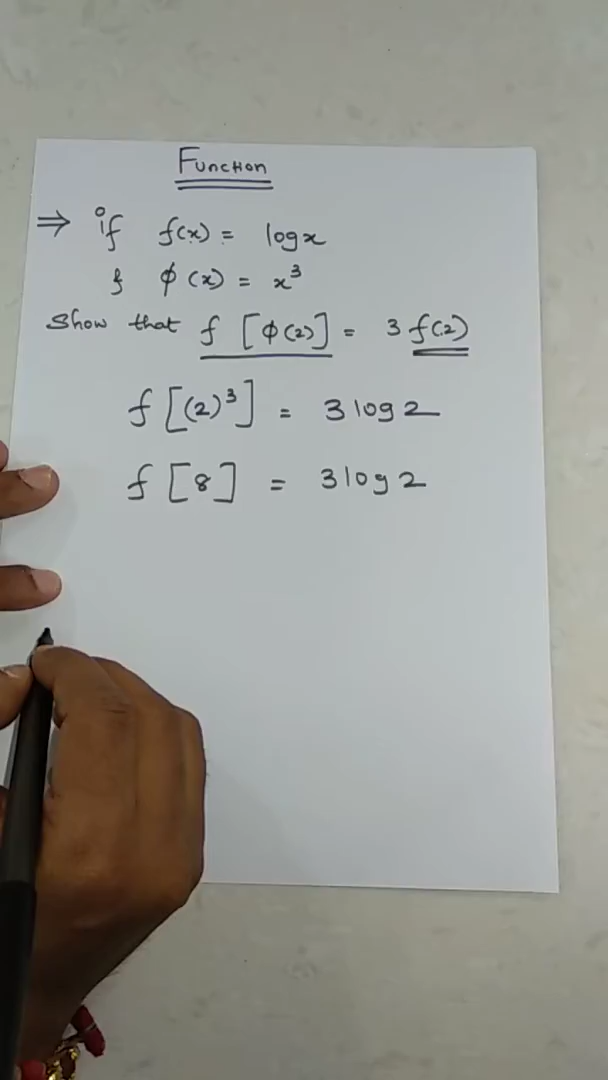 Function
⇒ if f(x) = log x
& φ(x) = x³
Show that f [φ(2)] = 3 f(2)
f [(2)³] = 3 log 2
f [8] = 3 log 2